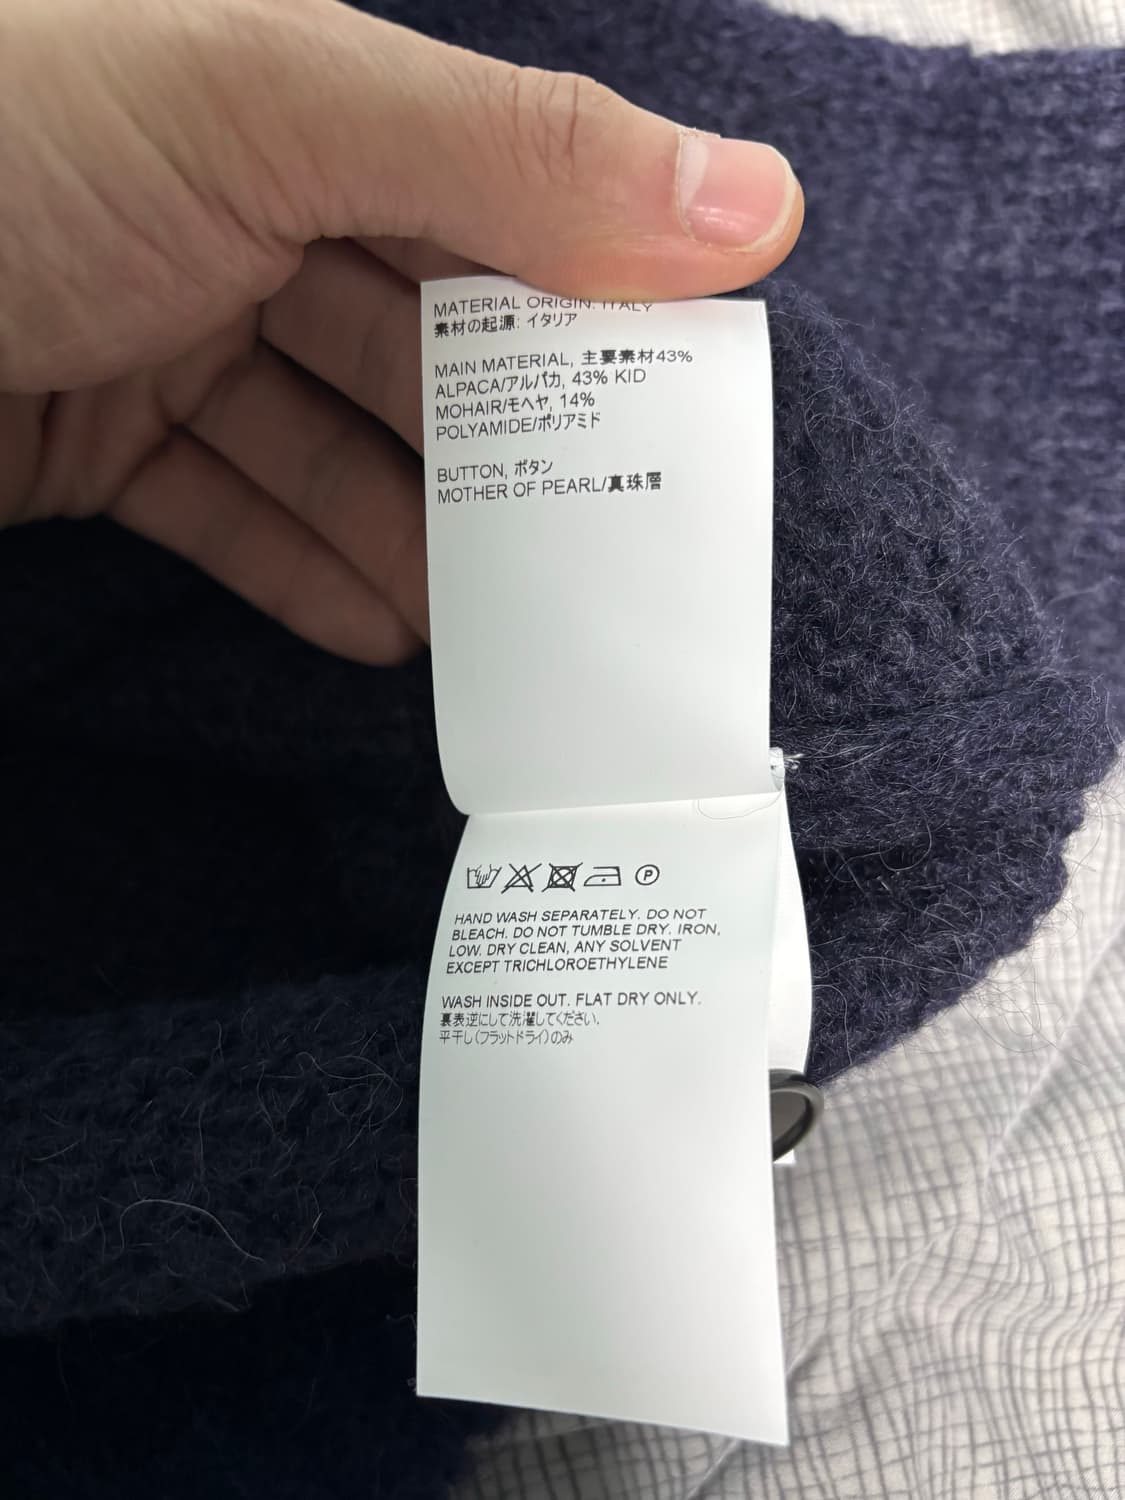 MATERIAL ORIGIN: ITALY
素材の起源: イタリア
MAIN MATERIAL, 主要素材43%
ALPACA/アルパカ, 43% KID
MOHAIR/モヘヤ, 14%
POLYAMIDE/ポリアミド
BUTTON, ボタン
MOTHER OF PEARL/真珠層
P
HAND WASH SEPARATELY. DO NOT
BLEACH. DO NOT TUMBLE DRY. IRON,
LOW. DRY CLEAN, ANY SOLVENT
EXCEPT TRICHLOROETHYLENE
WASH INSIDE OUT. FLAT DRY ONLY.
裏表逆にして洗濯してください.
平干し(フラットドライ)のみ